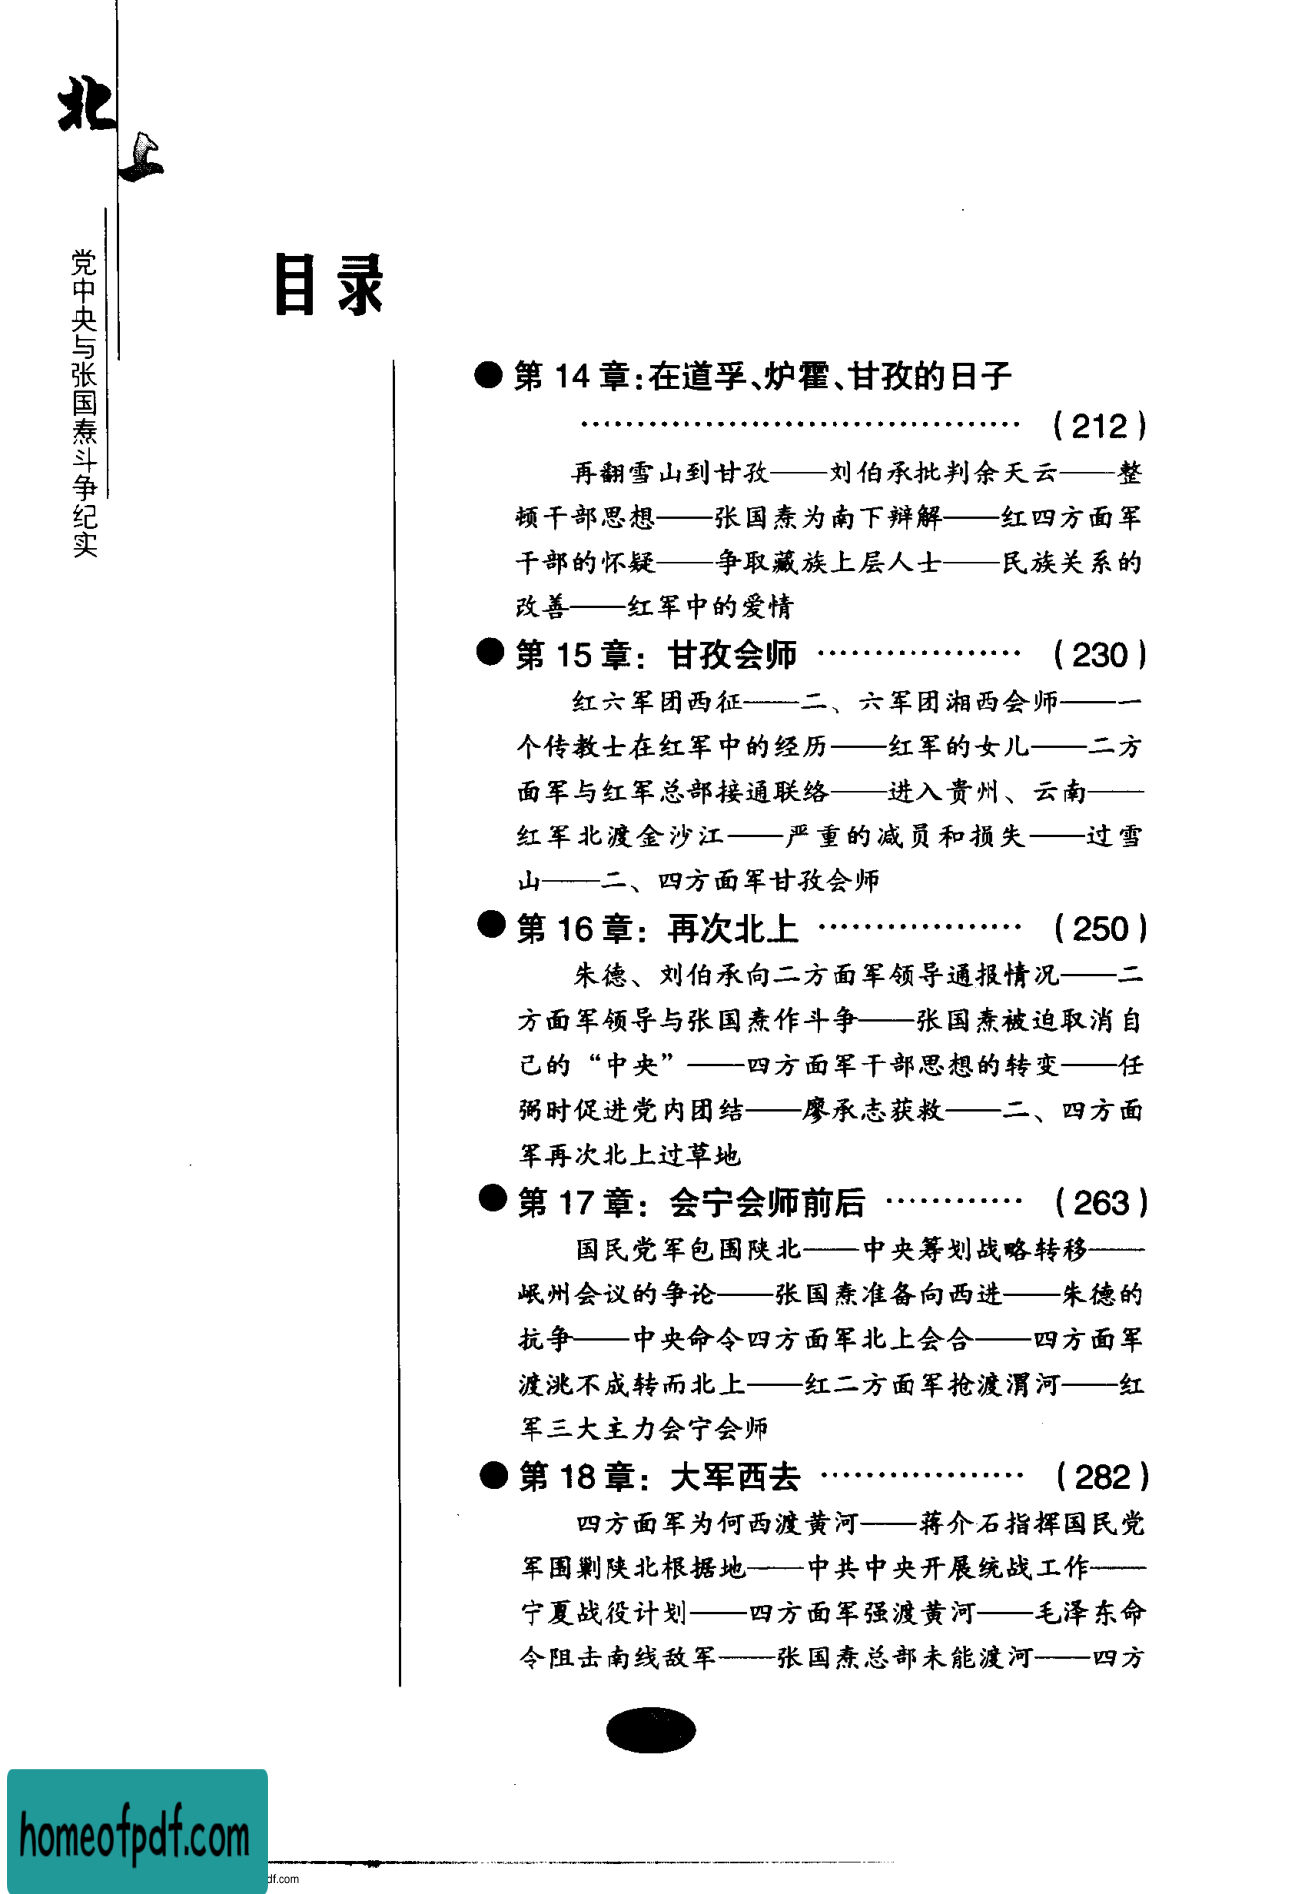 北上
党中央与张国焘斗争纪实
目录
●第14章:在道孚、炉霍、甘孜的日子
…………………………………(212)
再翻雪山到甘孜——刘伯承批判余天云——整
顿干部思想——张国焘为南下辩解——红四方面军
干部的怀疑——争取藏族上层人士——民族关系的
改善——红军中的爱情
●第15章：甘孜会师………………(230)
红六军团西征——二、六军团湘西会师——一
个传教士在红军中的经历——红军的女儿——二方
面军与红军总部接通联络——进入贵州、云南——
红军北渡金沙江——严重的减员和损失——过雪
山——二、四方面军甘孜会师
●第16章：再次北上………………(250)
朱德、刘伯承向二方面军领导通报情况——二
方面军领导与张国焘作斗争——张国焘被迫取消自
己的“中央”——四方面军干部思想的转变——任
弼时促进党内团结——廖承志获救——二、四方面
军再次北上过草地
●第17章：会宁会师前后…………(263)
国民党军包围陕北——中央筹划战略转移——
岷州会议的争论——张国焘准备向西进——朱德的
抗争——中央命令四方面军北上会合——四方面军
渡洮不成转而北上——红二方面军抢渡渭河——红
军三大主力会宁会师
●第18章：大军西去………………(282)
四方面军为何西渡黄河——蒋介石指挥国民党
军围剿陕北根据地——中共中央开展统战工作——
宁夏战役计划——四方面军强渡黄河——毛泽东命
令阻击南线敌军——张国焘总部未能渡河——四方
homeofpdf.com
df.com